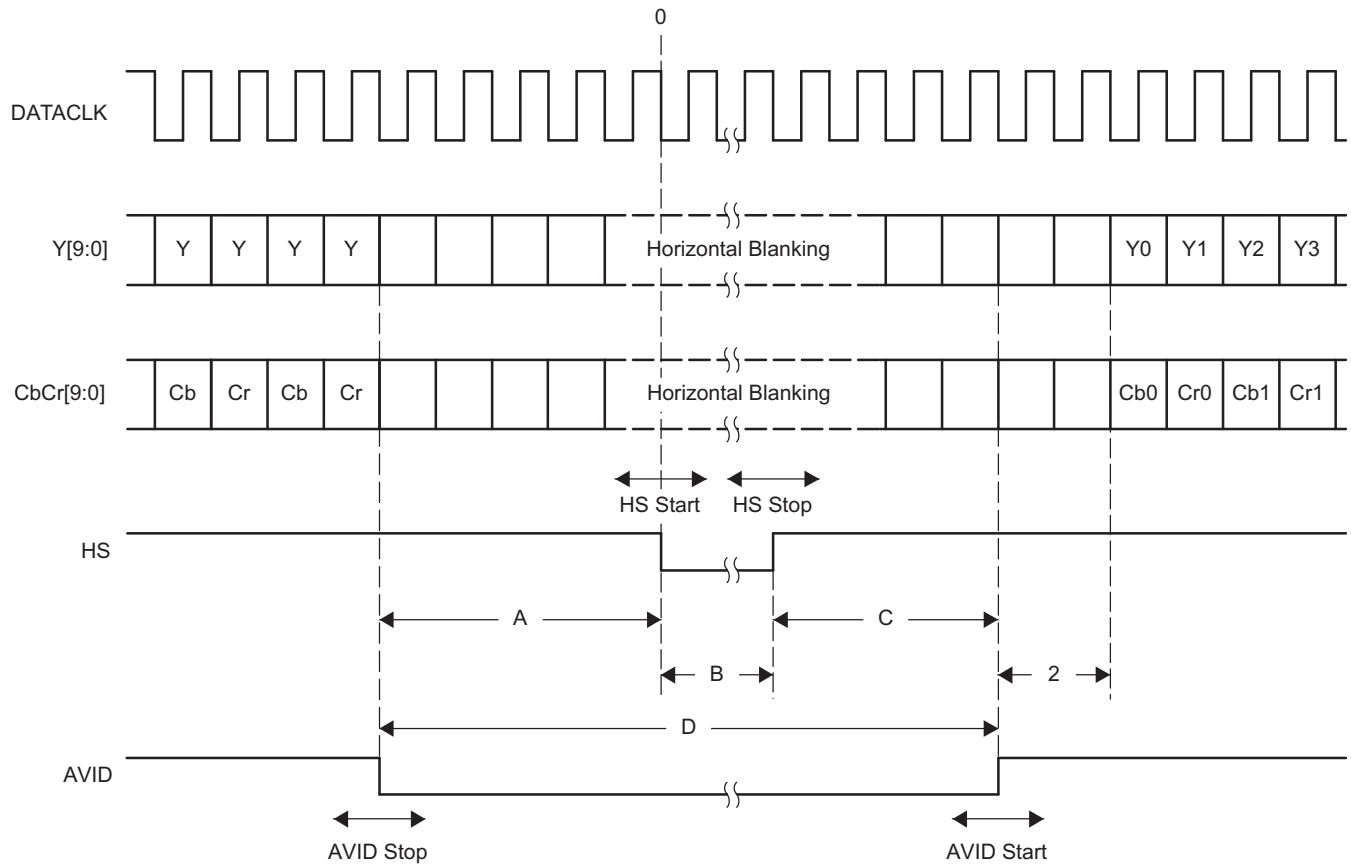 0
DATACLK
Y[9:0] Y Y Y Y Horizontal Blanking Y0 Y1 Y2 Y3
CbCr[9:0] Cb Cr Cb Cr Horizontal Blanking Cb0 Cr0 Cb1 Cr1
HS Start HS Stop
HS
A C
B 2
D
AVID
AVID Stop AVID Start